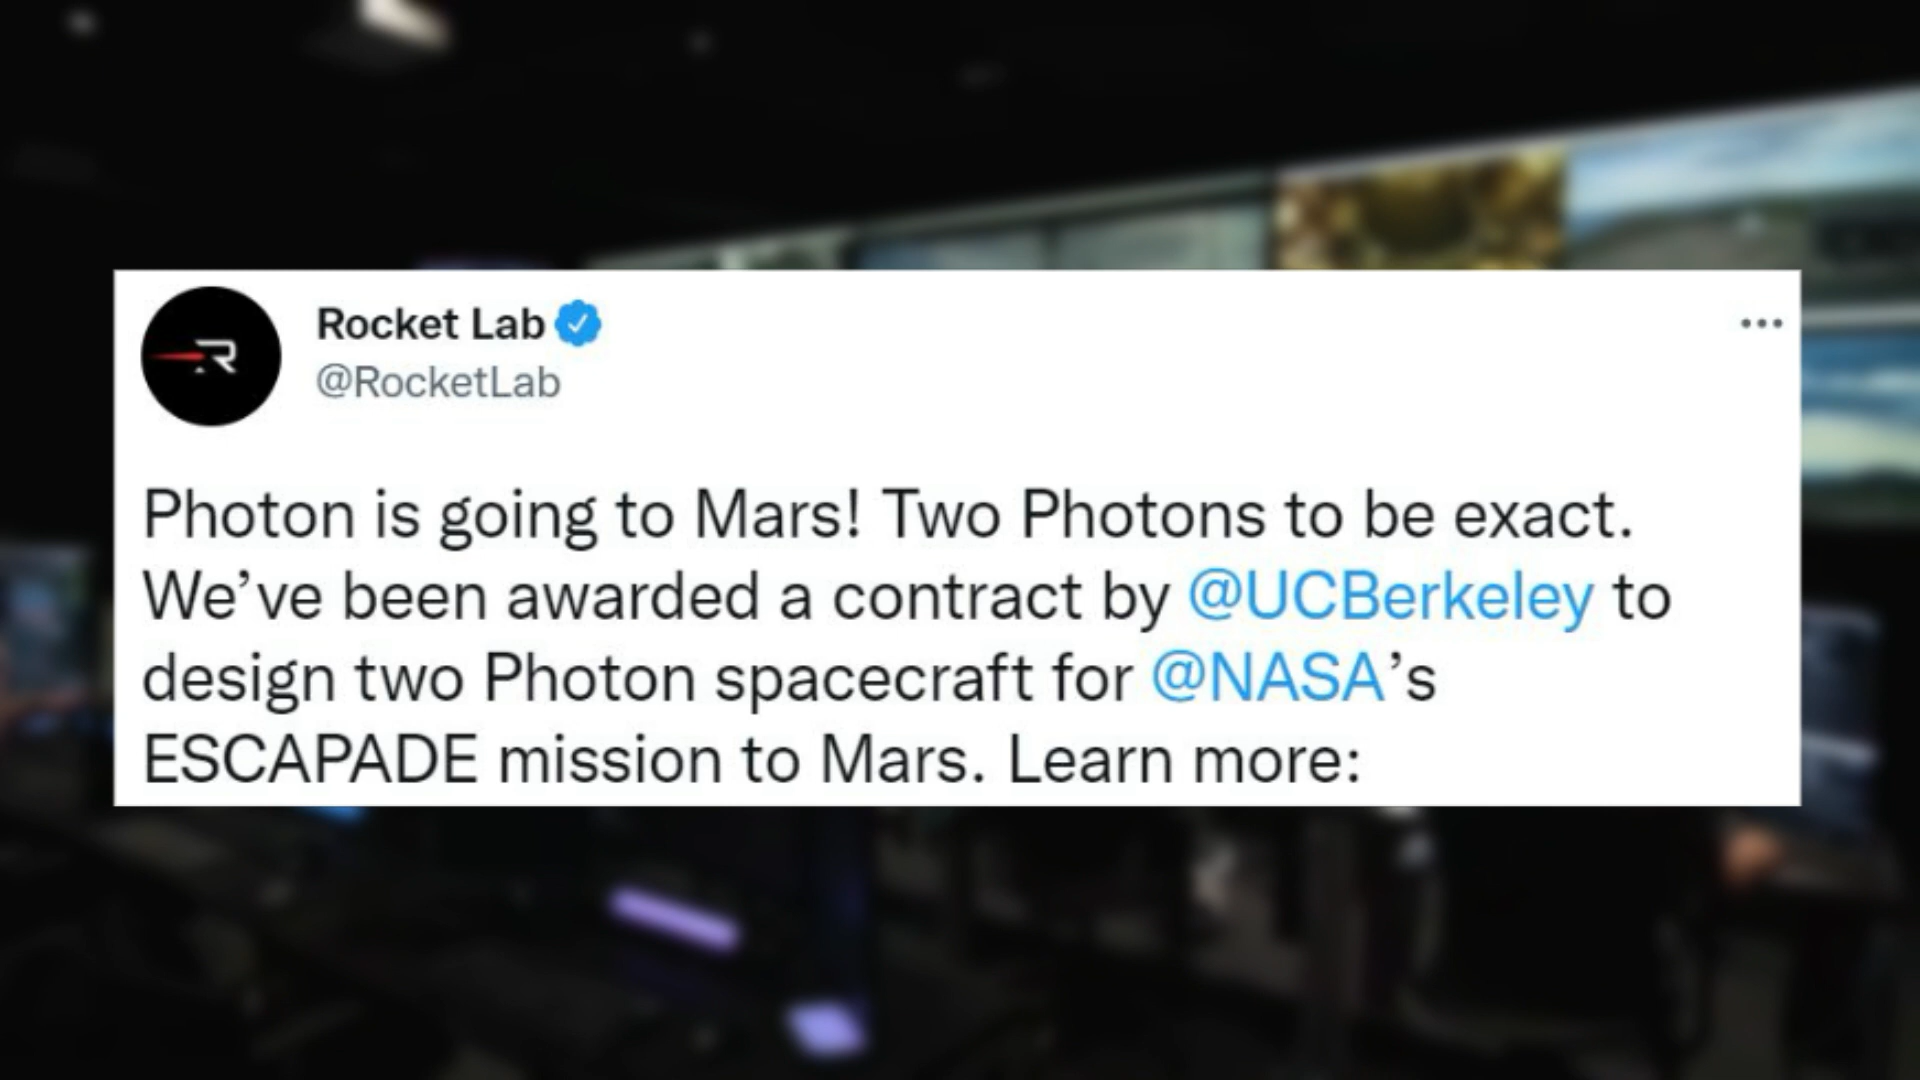 Rocket Lab
@RocketLab
Photon is going to Mars! Two Photons to be exact.
We’ve been awarded a contract by @UCBerkeley to
design two Photon spacecraft for @NASA’s
ESCAPADE mission to Mars. Learn more: